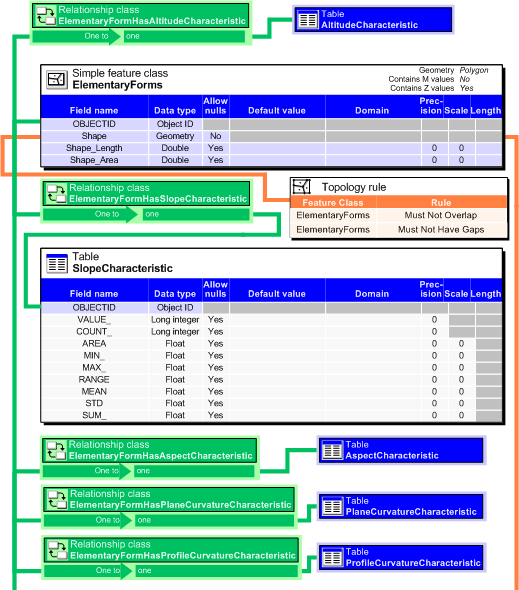 Relationship class
ElementaryFormHasAltitudeCharacteristic
One to one
Table
AltitudeCharacteristic
Simple feature class
ElementaryForms
Geometry Polygon
Contains M values No
Contains Z values Yes
Field name Data type Allow nulls Default value Domain Prec-ision Scale Length
OBJECTID Object ID
Shape Geometry No
Shape_Length Double Yes 0 0
Shape_Area Double Yes 0 0
Relationship class
ElementaryFormHasSlopeCharacteristic
One to one
Topology rule
Feature Class Rule
ElementaryForms Must Not Overlap
ElementaryForms Must Not Have Gaps
Table
SlopeCharacteristic
Field name Data type Allow nulls Default value Domain Prec-ision Scale Length
OBJECTID Object ID
VALUE_ Long integer Yes 0
COUNT_ Long integer Yes 0
AREA Float Yes 0 0
MIN_ Float Yes 0 0
MAX_ Float Yes 0 0
RANGE Float Yes 0 0
MEAN Float Yes 0 0
STD Float Yes 0 0
SUM_ Float Yes 0 0
Relationship class
ElementaryFormHasAspectCharacteristic
One to one
Table
AspectCharacteristic
Relationship class
ElementaryFormHasPlaneCurvatureCharacteristic
One to one
Table
PlaneCurvatureCharacteristic
Relationship class
ElementaryFormHasProfileCurvatureCharacteristic
One to one
Table
ProfileCurvatureCharacteristic